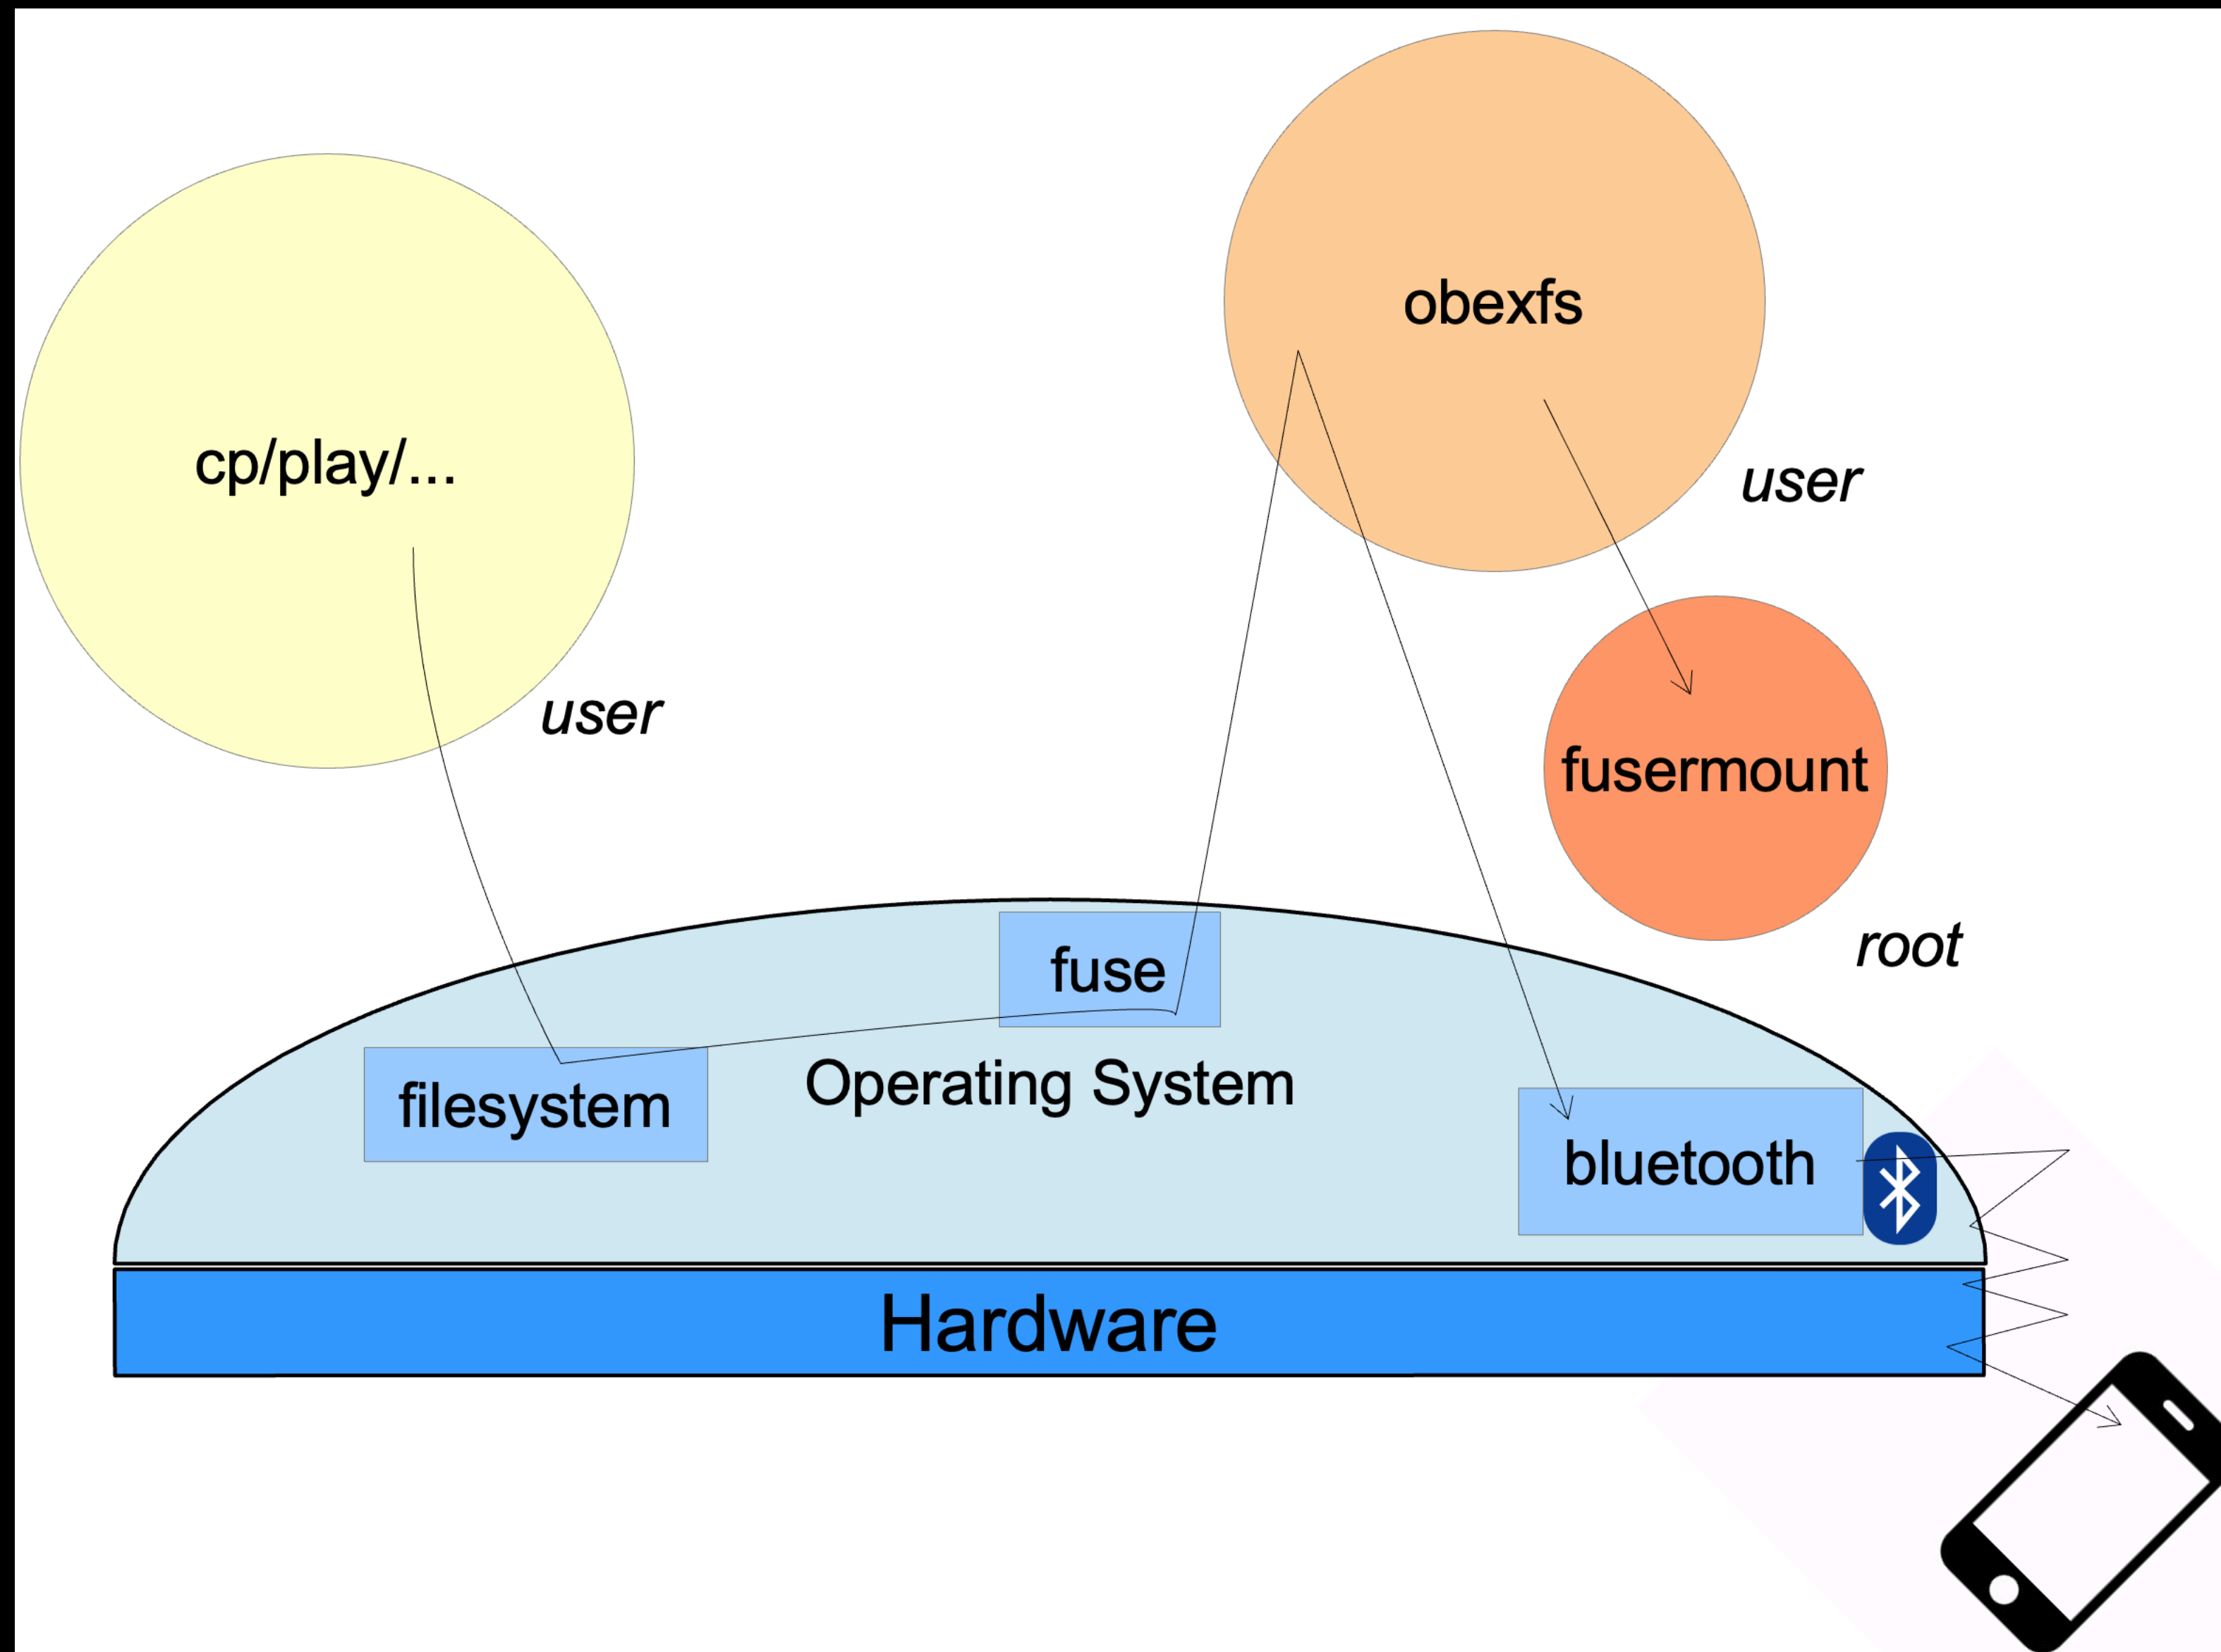 obexfs
cp/play/...
user
user
fusermount
root
fuse
Operating System
filesystem
bluetooth
Hardware